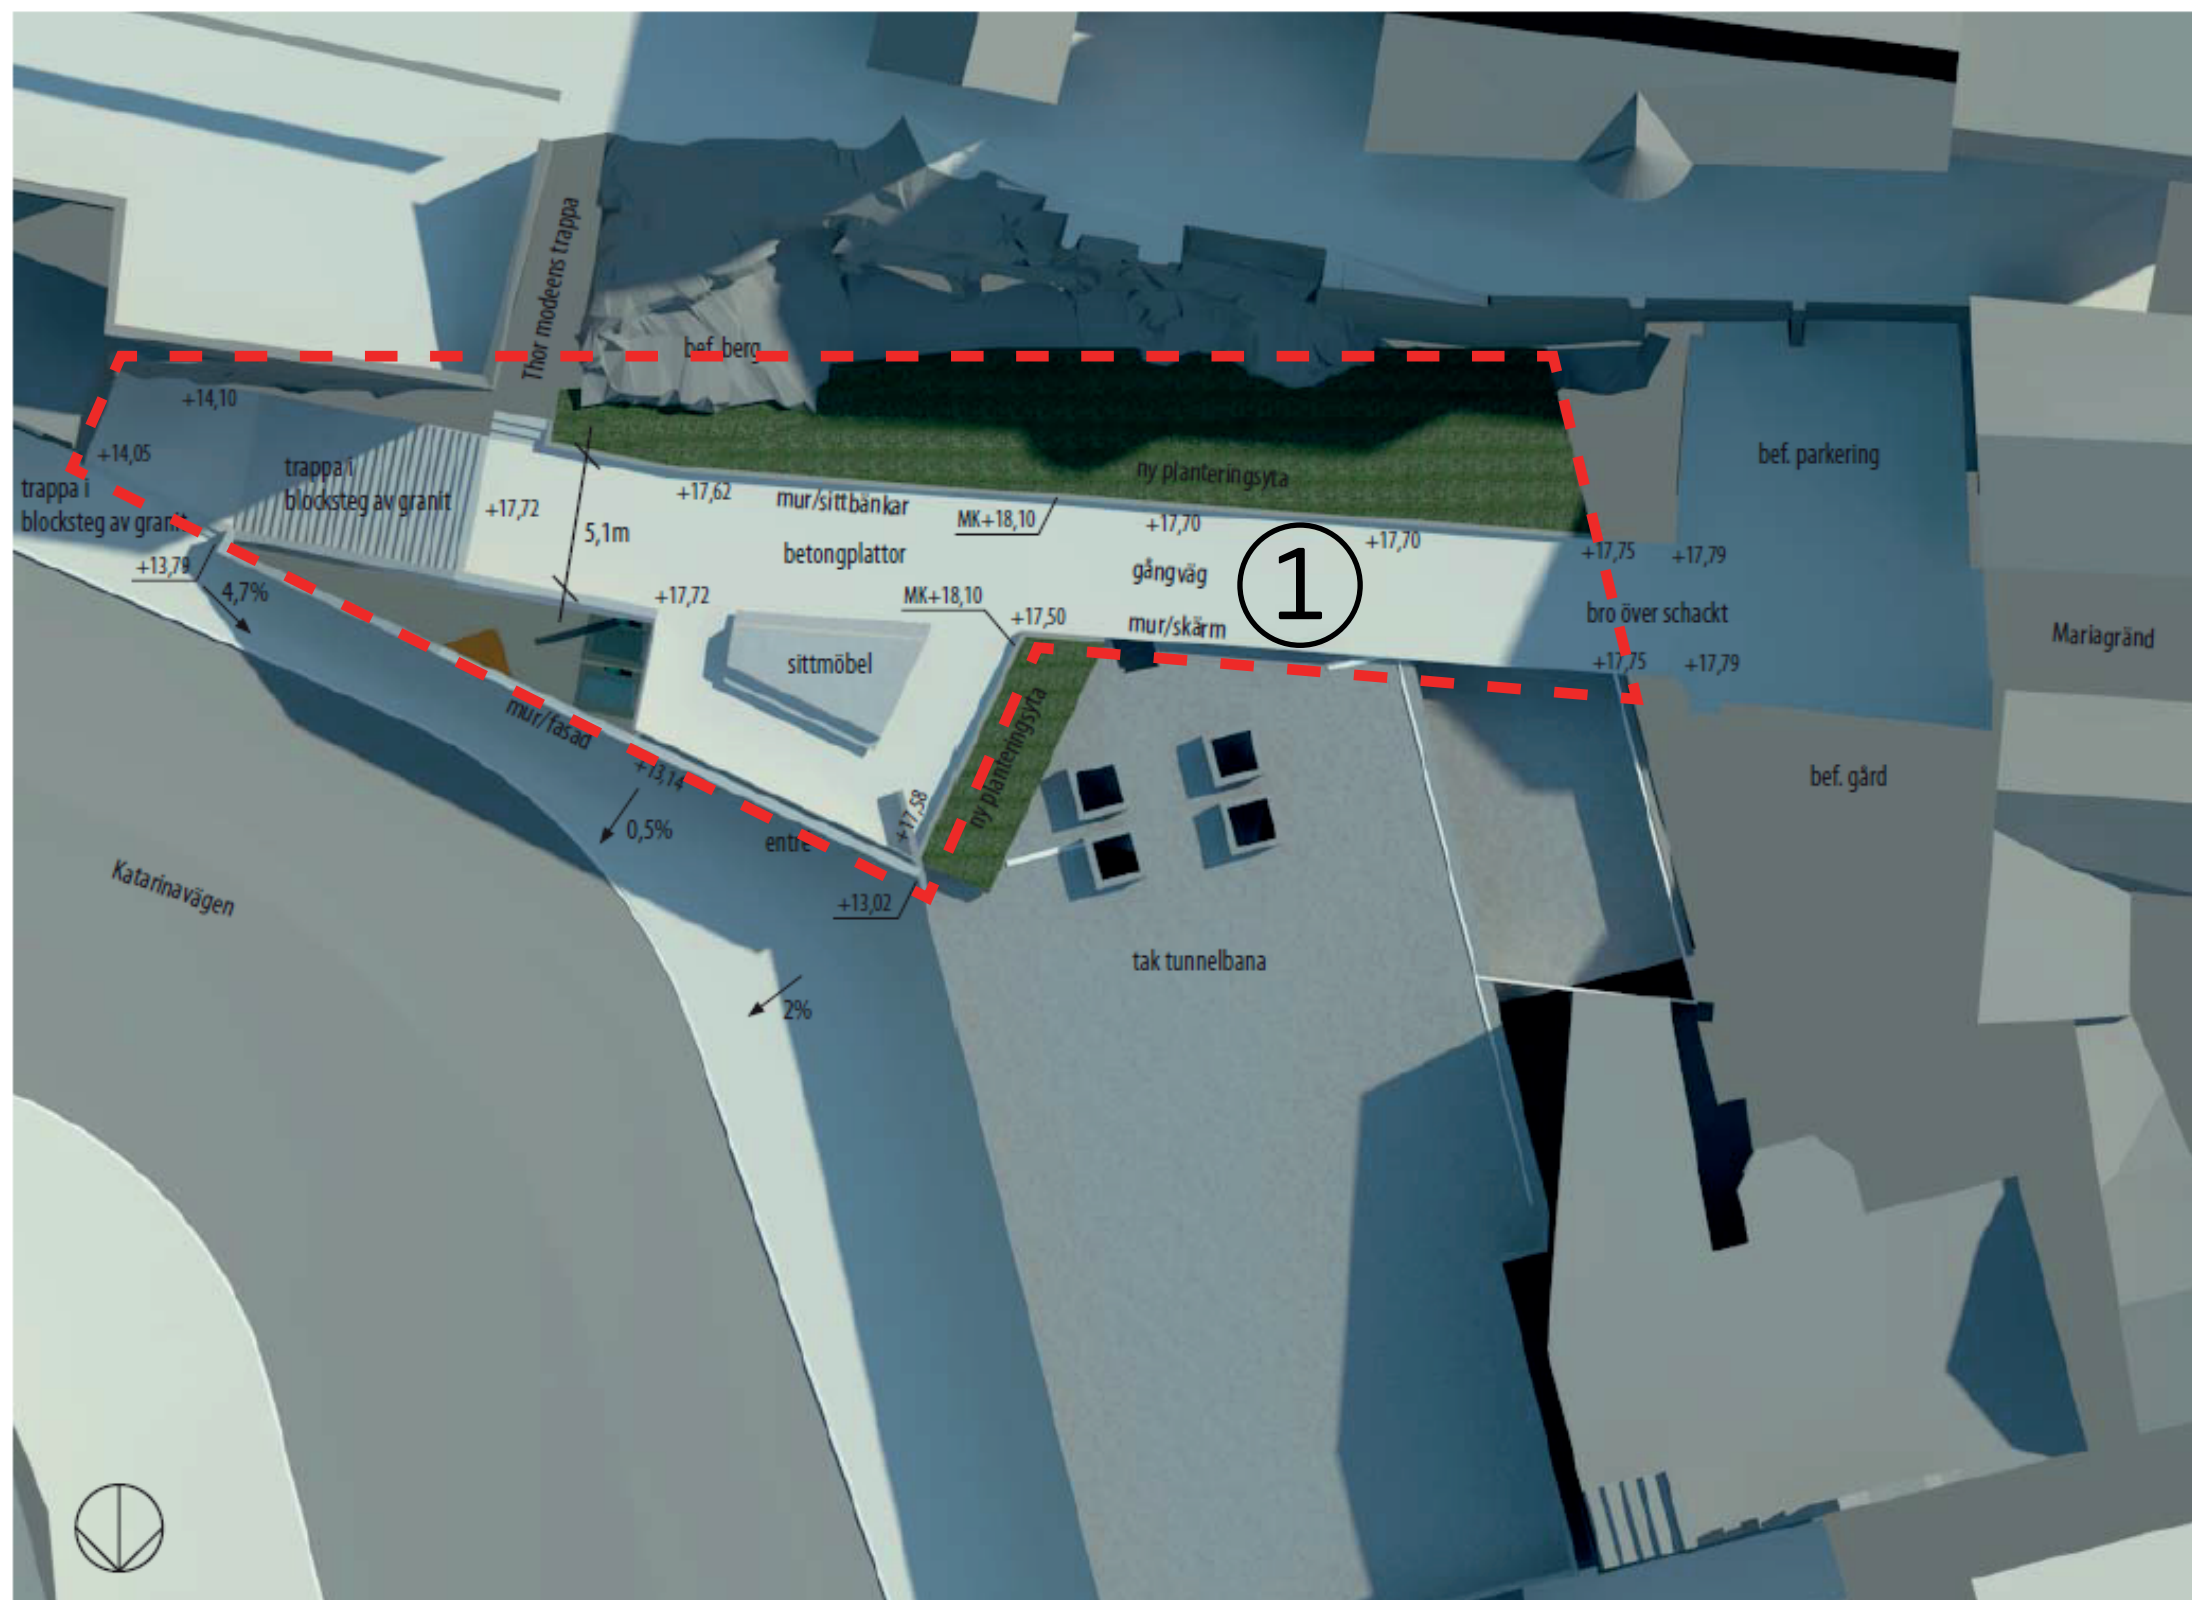 Thor modeens trappa
bef. berg
+14,10
+14,05
trappa i
blocksteg av granit
trappa i
blocksteg av granit
+17,72
5,1m
+17,62
mur/sittbänkar
MK+18,10
ny planteringsyta
+17,70
+17,70
bef. parkering
betongplattor
gångväg
1
+17,75
+17,79
+13,79
4,7%
+17,72
MK+18,10
+17,50
mur/skärm
bro över schackt
Mariagränd
+17,75
+17,79
sittmöbel
mur/fasad
ny planteringsyta
+13,14
0,5%
entré
+17,58
bef. gård
Katarinavägen
+13,02
tak tunnelbana
2%